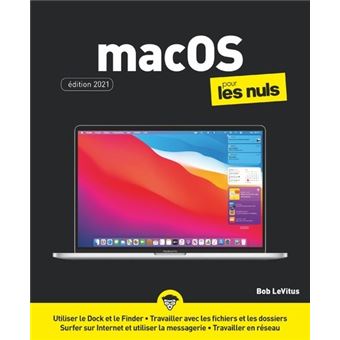 macOS
pour
les nuls
édition 2021
Bob LeVitus
Utiliser le Dock et le Finder • Travailler avec les fichiers et les dossiers
Surfer sur Internet et utiliser la messagerie • Travailler en réseau